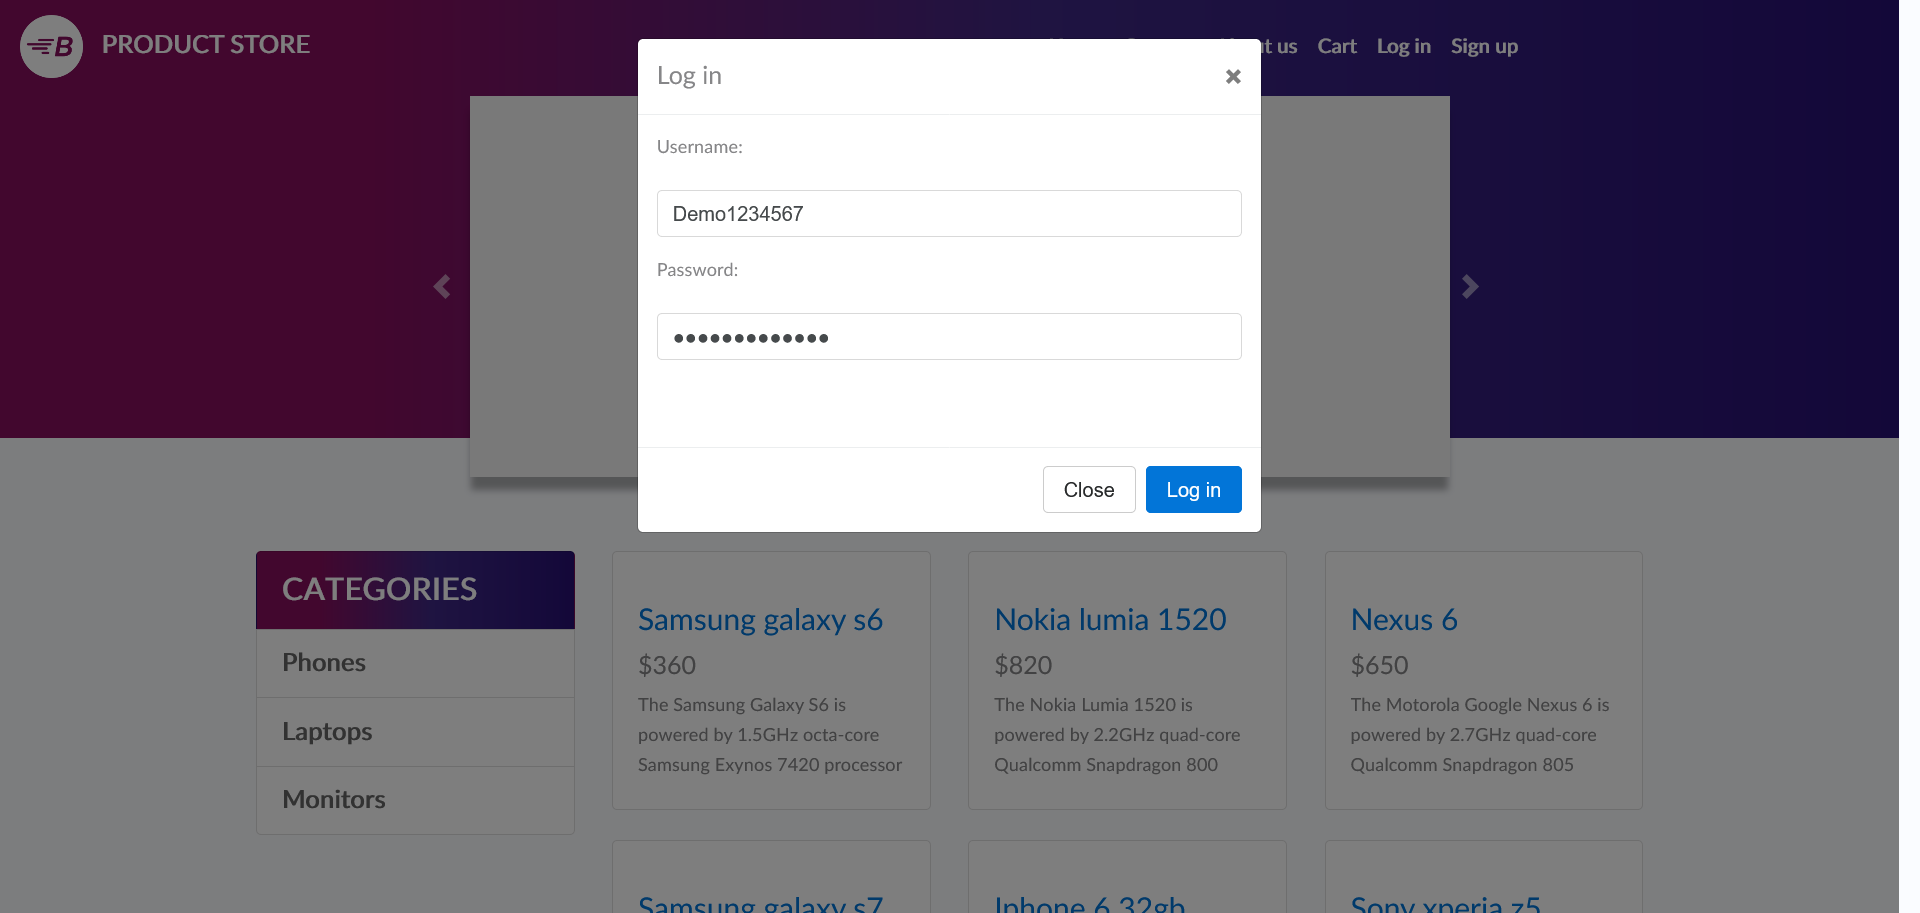 B PRODUCT STORE
t us Cart Log in Sign up
Log in
Username:
Demo1234567
Password:
•••••••••••••
Close Log in
CATEGORIES
Phones
Laptops
Monitors
Samsung galaxy s6
$360
The Samsung Galaxy S6 is
powered by 1.5GHz octa-core
Samsung Exynos 7420 processor
Nokia lumia 1520
$820
The Nokia Lumia 1520 is
powered by 2.2GHz quad-core
Qualcomm Snapdragon 800
Nexus 6
$650
The Motorola Google Nexus 6 is
powered by 2.7GHz quad-core
Qualcomm Snapdragon 805
Samsung galaxy s7
Iphone 6 32gb
Sony xperia z5